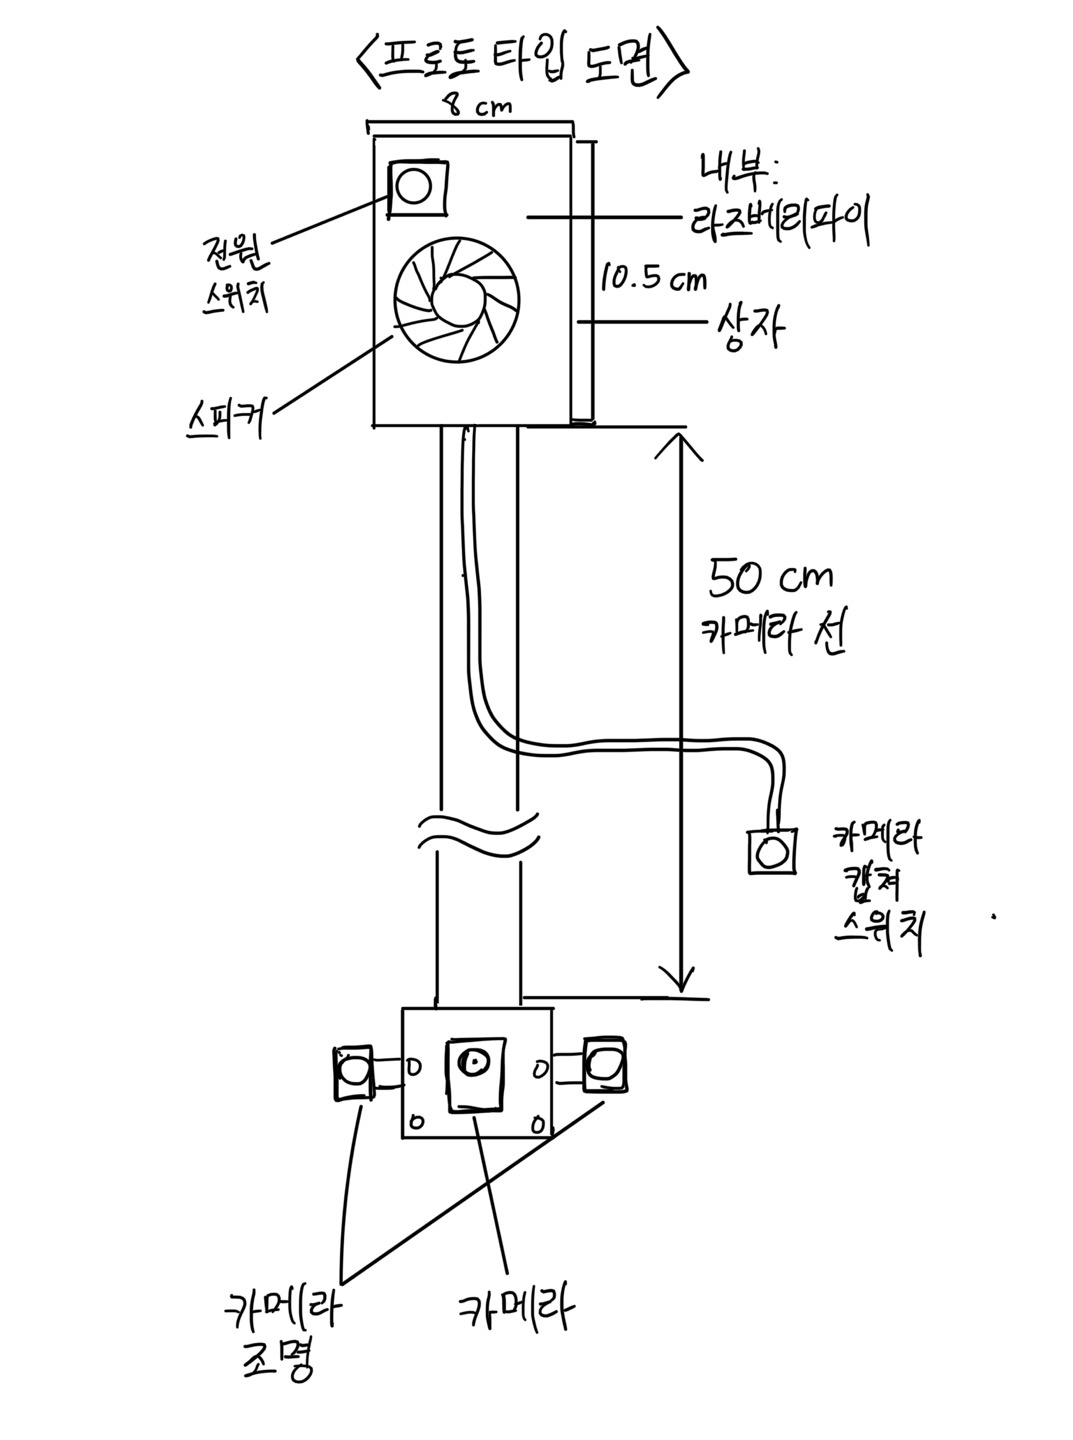 <프로토 타입 도면>
8 cm
내부:
라즈베리파이
전원
스위치
10.5 cm
상자
스피커
50 cm
카메라 선
카메라
캡쳐
스위치
카메라
조명
카메라